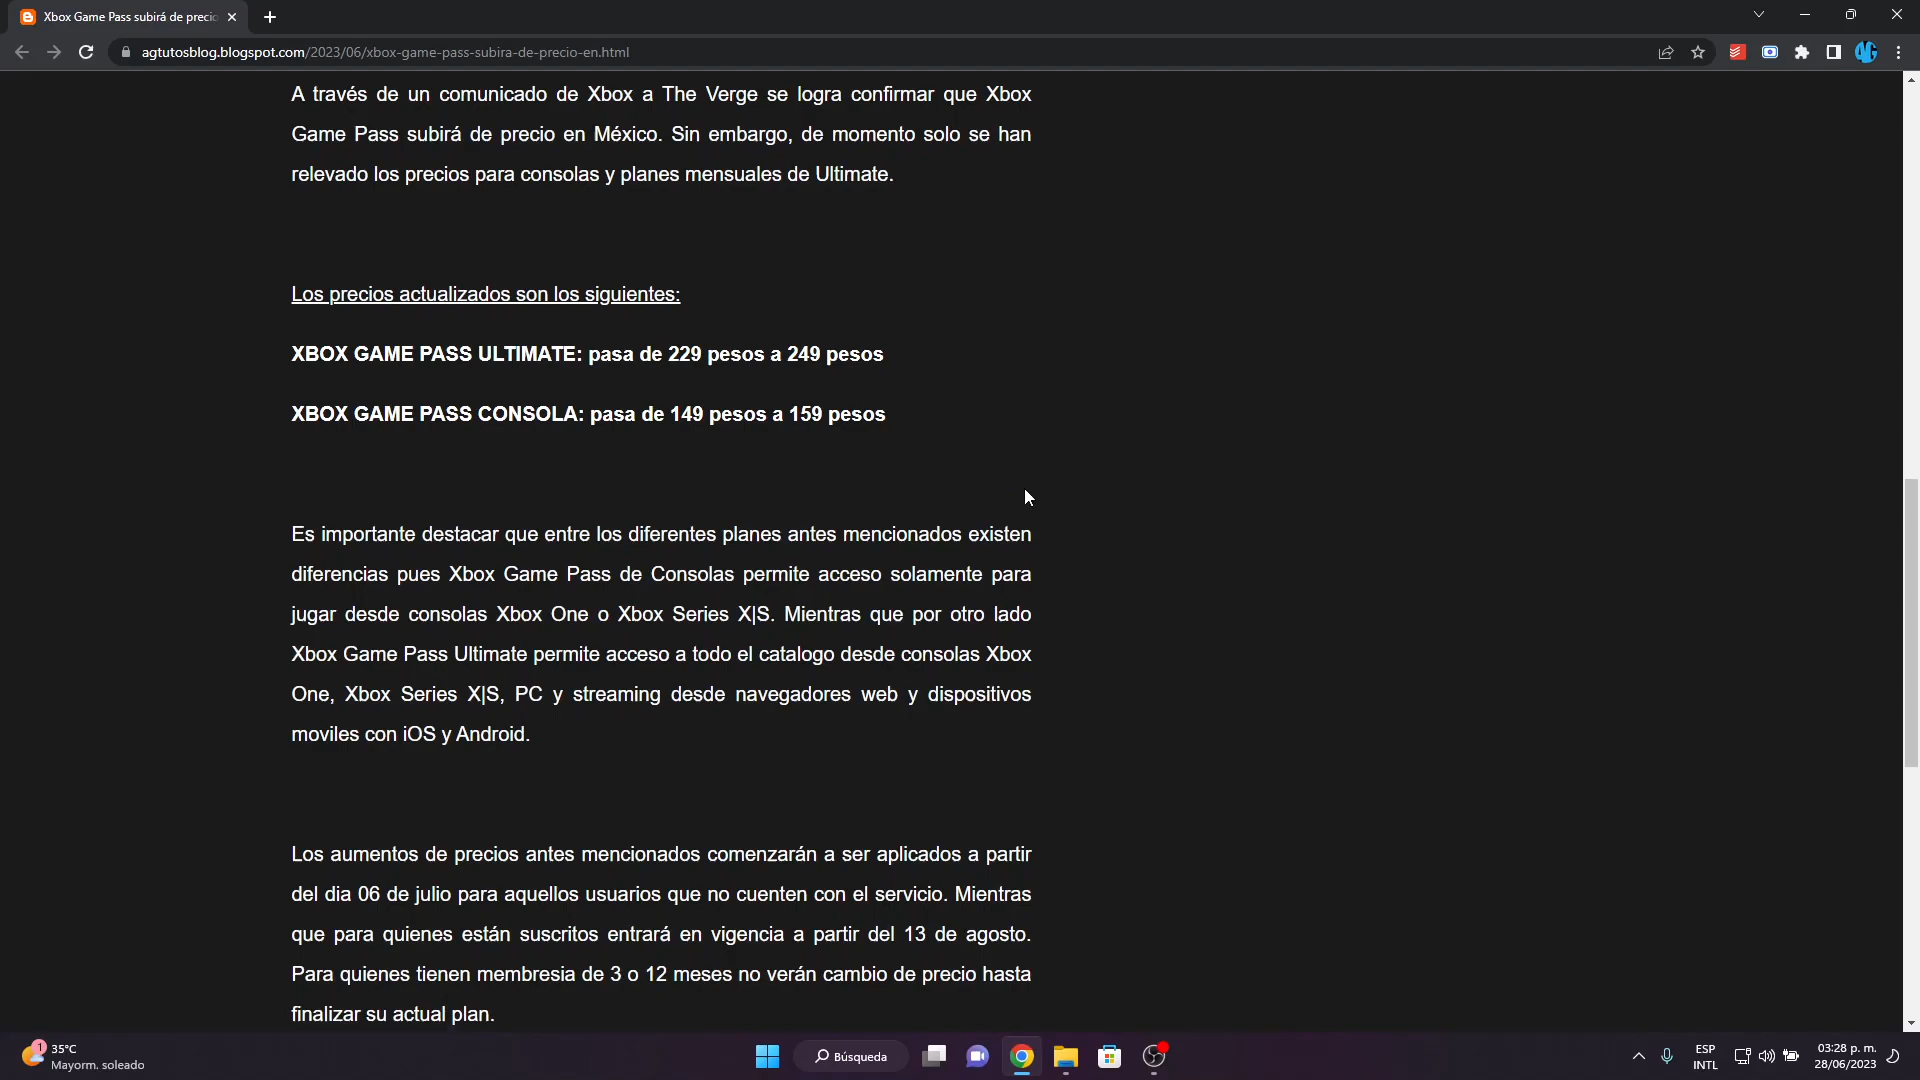 Xbox Game Pass subirá de precio
agtutosblog.blogspot.com/2023/06/xbox-game-pass-subira-de-precio-en.html
A través de un comunicado de Xbox a The Verge se logra confirmar que Xbox
Game Pass subirá de precio en México. Sin embargo, de momento solo se han
relevado los precios para consolas y planes mensuales de Ultimate.
Los precios actualizados son los siguientes:
XBOX GAME PASS ULTIMATE: pasa de 229 pesos a 249 pesos
XBOX GAME PASS CONSOLA: pasa de 149 pesos a 159 pesos
Es importante destacar que entre los diferentes planes antes mencionados existen
diferencias pues Xbox Game Pass de Consolas permite acceso solamente para
jugar desde consolas Xbox One o Xbox Series X|S. Mientras que por otro lado
Xbox Game Pass Ultimate permite acceso a todo el catalogo desde consolas Xbox
One, Xbox Series X|S, PC y streaming desde navegadores web y dispositivos
moviles con iOS y Android.
Los aumentos de precios antes mencionados comenzarán a ser aplicados a partir
del dia 06 de julio para aquellos usuarios que no cuenten con el servicio. Mientras
que para quienes están suscritos entrará en vigencia a partir del 13 de agosto.
Para quienes tienen membresia de 3 o 12 meses no verán cambio de precio hasta
finalizar su actual plan.
1
35°C
Mayorm. soleado
Búsqueda
ESP
INTL
03:28 p. m.
28/06/2023